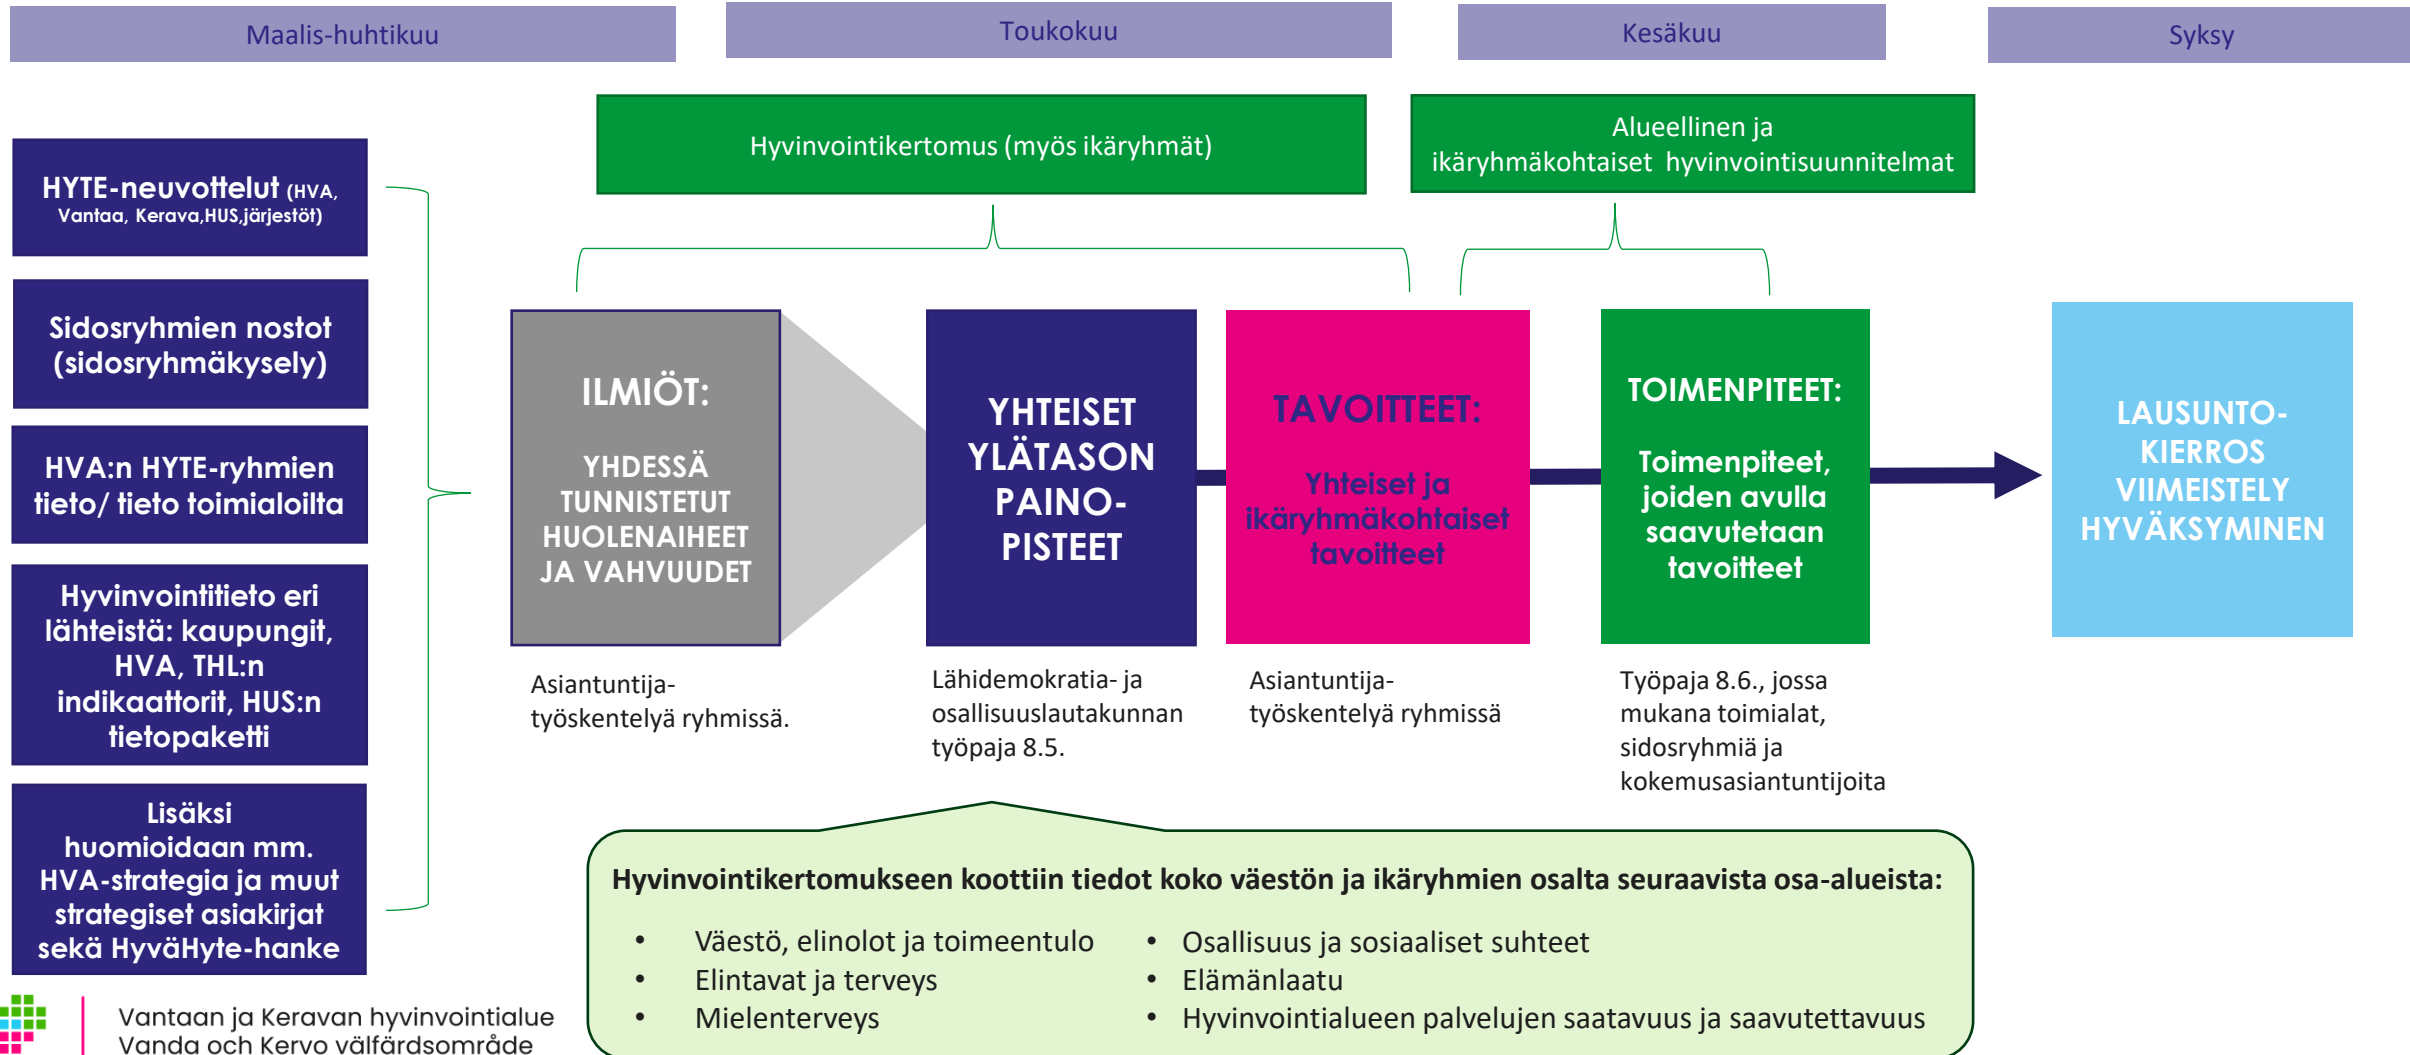 Maalis-huhtikuu
Toukokuu
Kesäkuu
Syksy
Hyvinvointikertomus (myös ikäryhmät)
Alueellinen ja
ikäryhmäkohtaiset hyvinvointisuunnitelmat
HYTE-neuvottelut (HVA,
Vantaa, Kerava,HUS,järjestöt)
Sidosryhmien nostot
(sidosryhmäkysely)
HVA:n HYTE-ryhmien
tieto/ tieto toimialoilta
Hyvinvointitieto eri
lähteistä: kaupungit,
HVA, THL:n
indikaattorit, HUS:n
tietopaketti
Lisäksi
huomioidaan mm.
HVA-strategia ja muut
strategiset asiakirjat
sekä HyväHyte-hanke
ILMIÖT:
YHDESSÄ
TUNNISTETUT
HUOLENAIHEET
JA VAHVUUDET
Asiantuntija-
työskentelyä ryhmissä.
YHTEISET
YLÄTASON
PAINO-
PISTEET
Lähidemokratia- ja
osallisuuslautakunnan
työpaja 8.5.
TAVOITTEET:
Yhteiset ja
ikäryhmäkohtaiset
tavoitteet
Asiantuntija-
työskentelyä ryhmissä
TOIMENPITEET:
Toimenpiteet,
joiden avulla
saavutetaan
tavoitteet
Työpaja 8.6., jossa
mukana toimialat,
sidosryhmiä ja
kokemusasiantuntijoita
LAUSUNTO-
KIERROS
VIIMEISTELY
HYVÄKSYMINEN
Hyvinvointikertomukseen koottiin tiedot koko väestön ja ikäryhmien osalta seuraavista osa-alueista:
• Väestö, elinolot ja toimeentulo
• Elintavat ja terveys
• Mielenterveys
• Osallisuus ja sosiaaliset suhteet
• Elämänlaatu
• Hyvinvointialueen palvelujen saatavuus ja saavutettavuus
Vantaan ja Keravan hyvinvointialue
Vanda och Kervo välfärdsområde